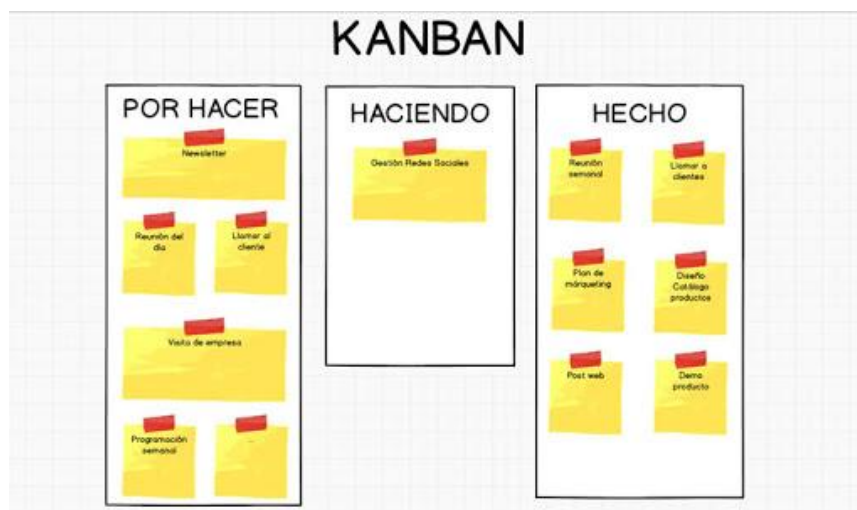 KANBAN
POR HACER
Newsletter
Reunión del
día
Llamar al
cliente
Visita de empresa
Programación
semanal
...
HACIENDO
Gestión Redes Sociales
HECHO
Reunión
semanal
Llamar a
clientes
Plan de
márqueting
Diseño
Catálogo
productos
Post web
Demo
producto